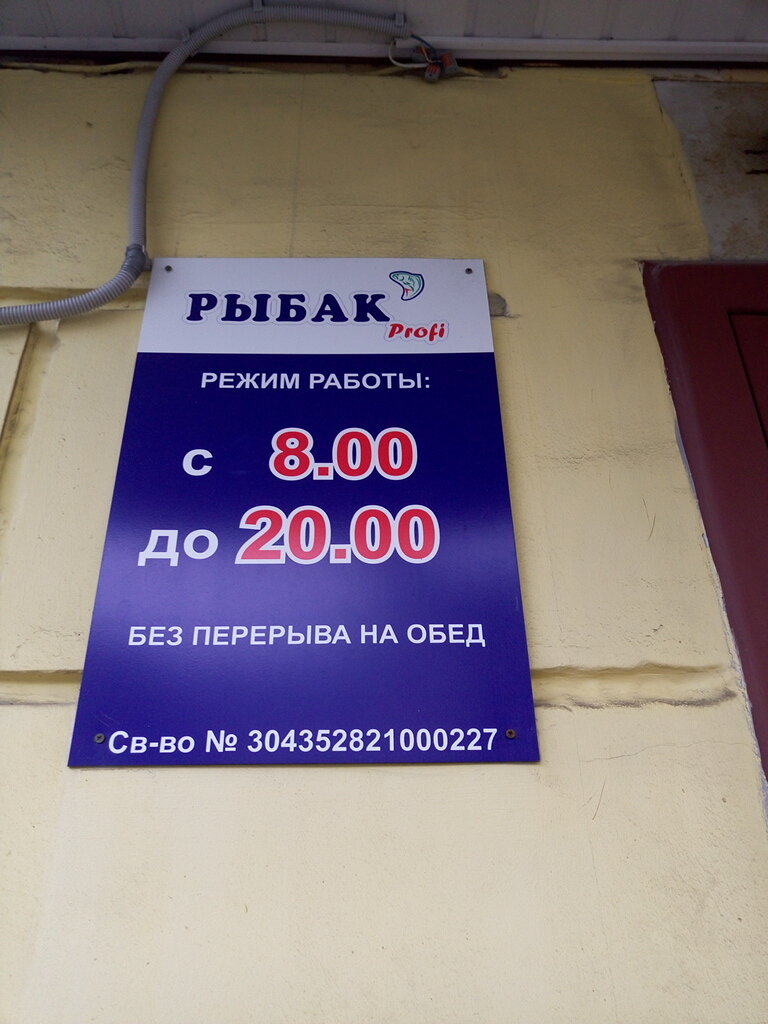 РЫБАК
Profi
РЕЖИМ РАБОТЫ:
с 8.00
до 20.00
БЕЗ ПЕРЕРЫВА НА ОБЕД
Св-во № 304352821000227